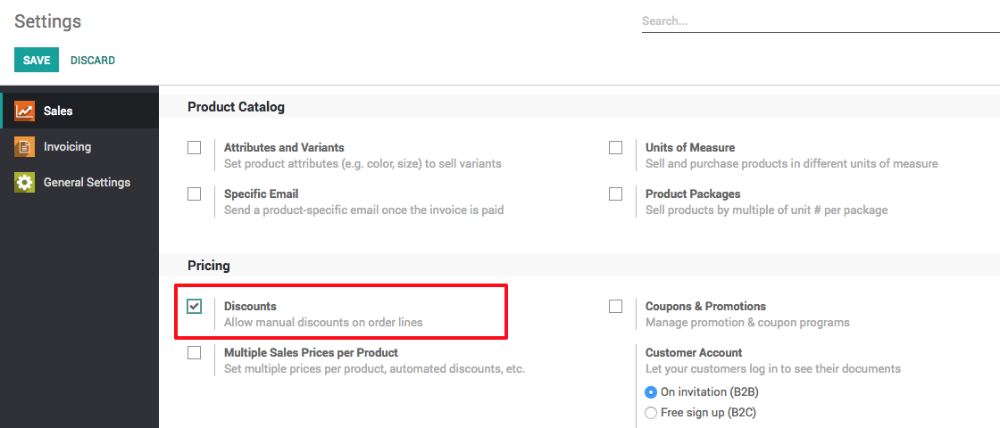 Settings
Search...
SAVE DISCARD
Sales
Invoicing
General Settings
Product Catalog
Attributes and Variants
Set product attributes (e.g. color, size) to sell variants
Units of Measure
Sell and purchase products in different units of measure
Specific Email
Send a product-specific email once the invoice is paid
Product Packages
Sell products by multiple of unit # per package
Pricing
Discounts
Allow manual discounts on order lines
Coupons & Promotions
Manage promotion & coupon programs
Multiple Sales Prices per Product
Set multiple prices per product, automated discounts, etc.
Customer Account
Let your customers log in to see their documents
On invitation (B2B)
Free sign up (B2C)